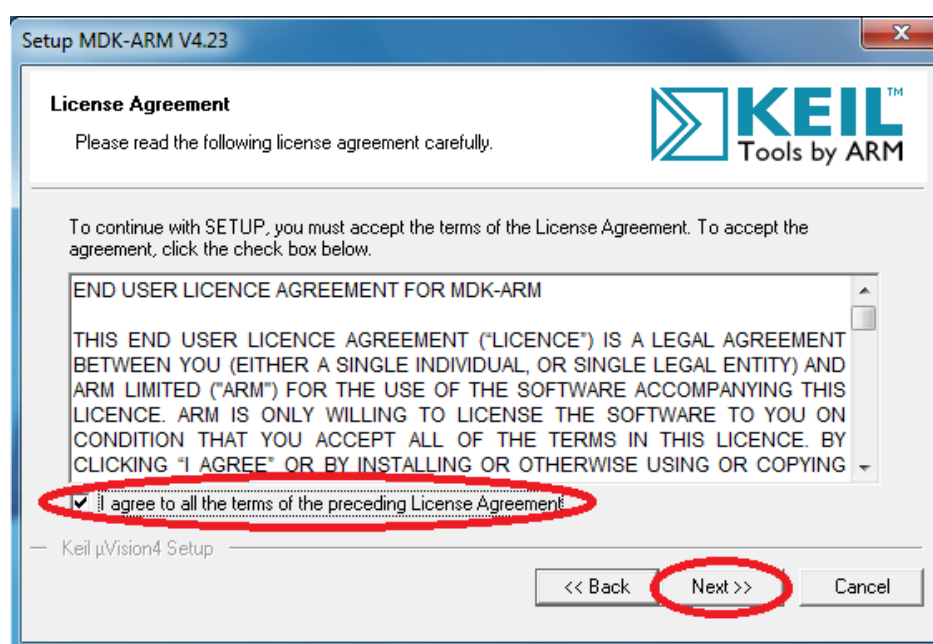 Setup MDK-ARM V4.23
x
License Agreement
Please read the following license agreement carefully.
KEIL™
Tools by ARM
To continue with SETUP, you must accept the terms of the License Agreement. To accept the
agreement, click the check box below.
END USER LICENCE AGREEMENT FOR MDK-ARM
THIS END USER LICENCE AGREEMENT ("LICENCE") IS A LEGAL AGREEMENT
BETWEEN YOU (EITHER A SINGLE INDIVIDUAL, OR SINGLE LEGAL ENTITY) AND
ARM LIMITED ("ARM") FOR THE USE OF THE SOFTWARE ACCOMPANYING THIS
LICENCE. ARM IS ONLY WILLING TO LICENSE THE SOFTWARE TO YOU ON
CONDITION THAT YOU ACCEPT ALL OF THE TERMS IN THIS LICENCE. BY
CLICKING "I AGREE" OR BY INSTALLING OR OTHERWISE USING OR COPYING
I agree to all the terms of the preceding License Agreement
Keil µVision4 Setup
<< Back
Next >>
Cancel